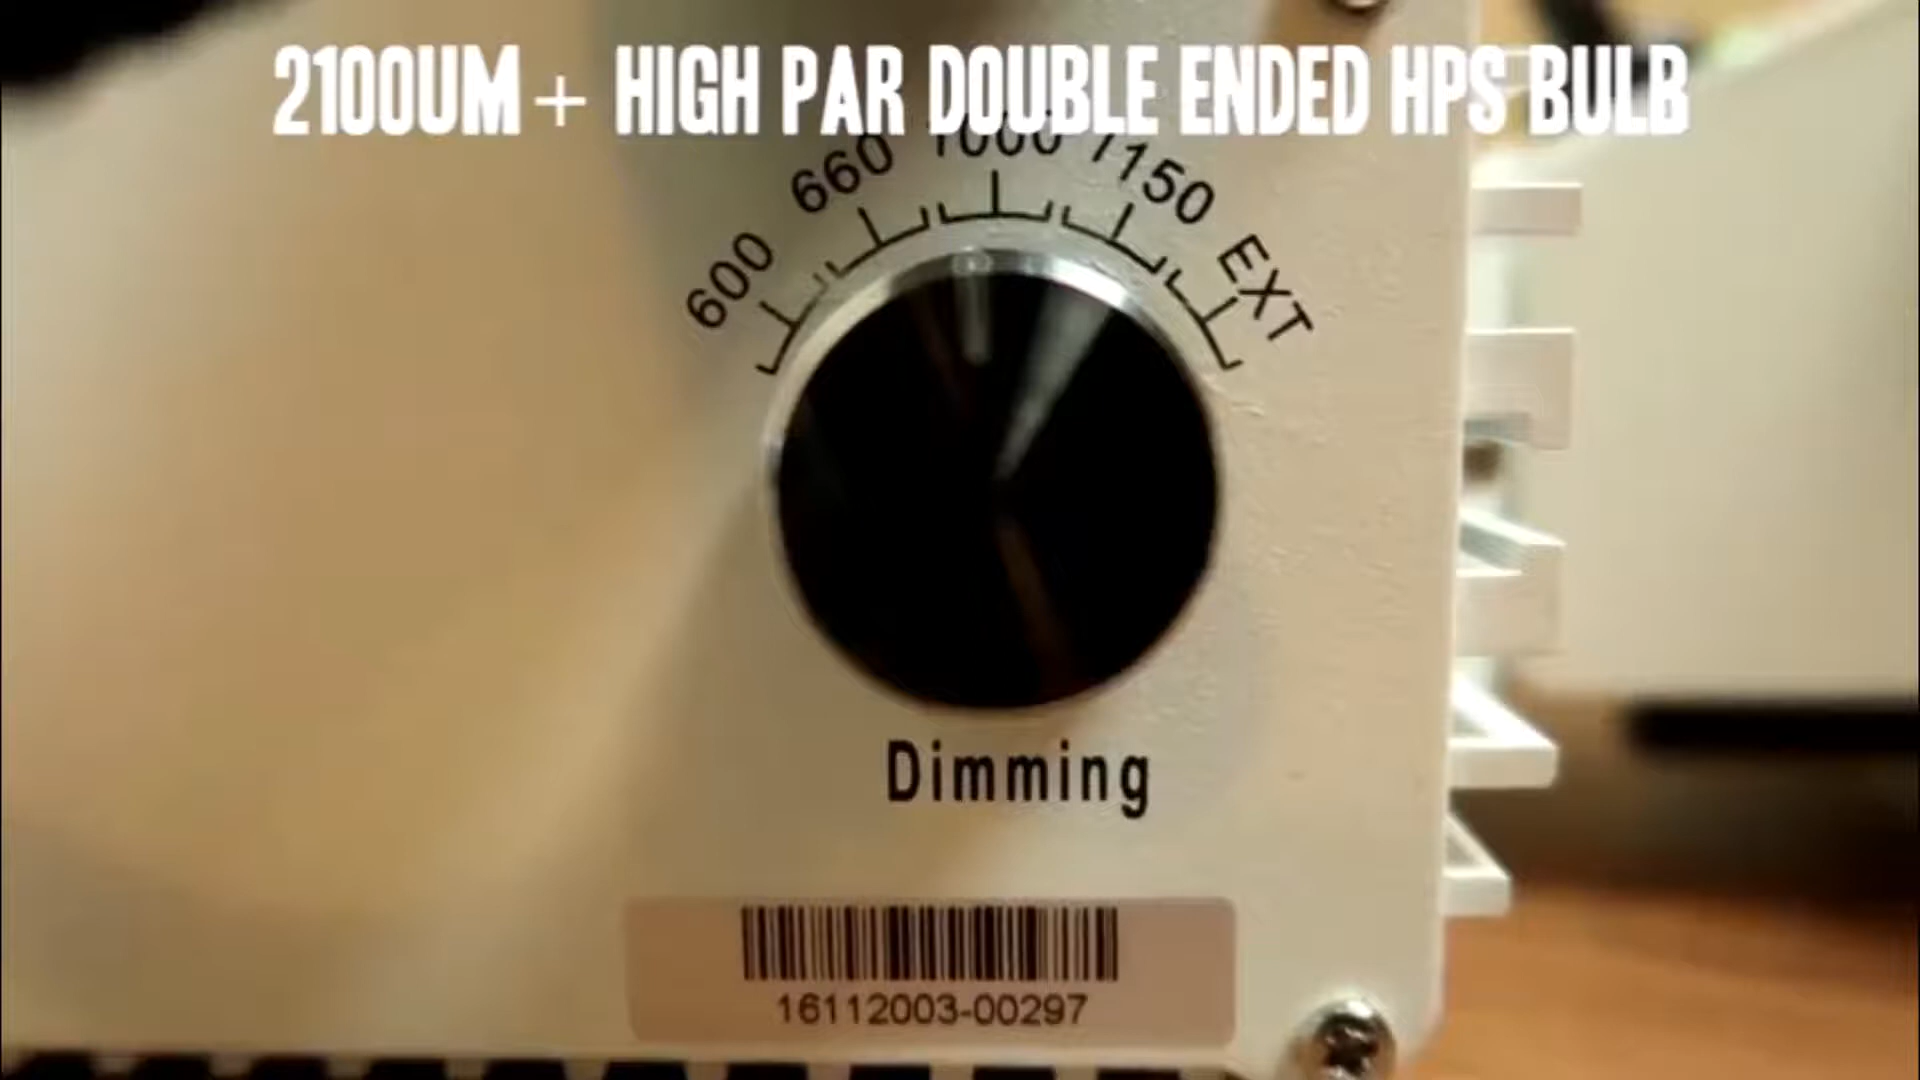 2100UM+ HIGH PAR DOUBLE ENDED HPS BULB
600 660 1000 1150 EXT
Dimming
16112003-00297